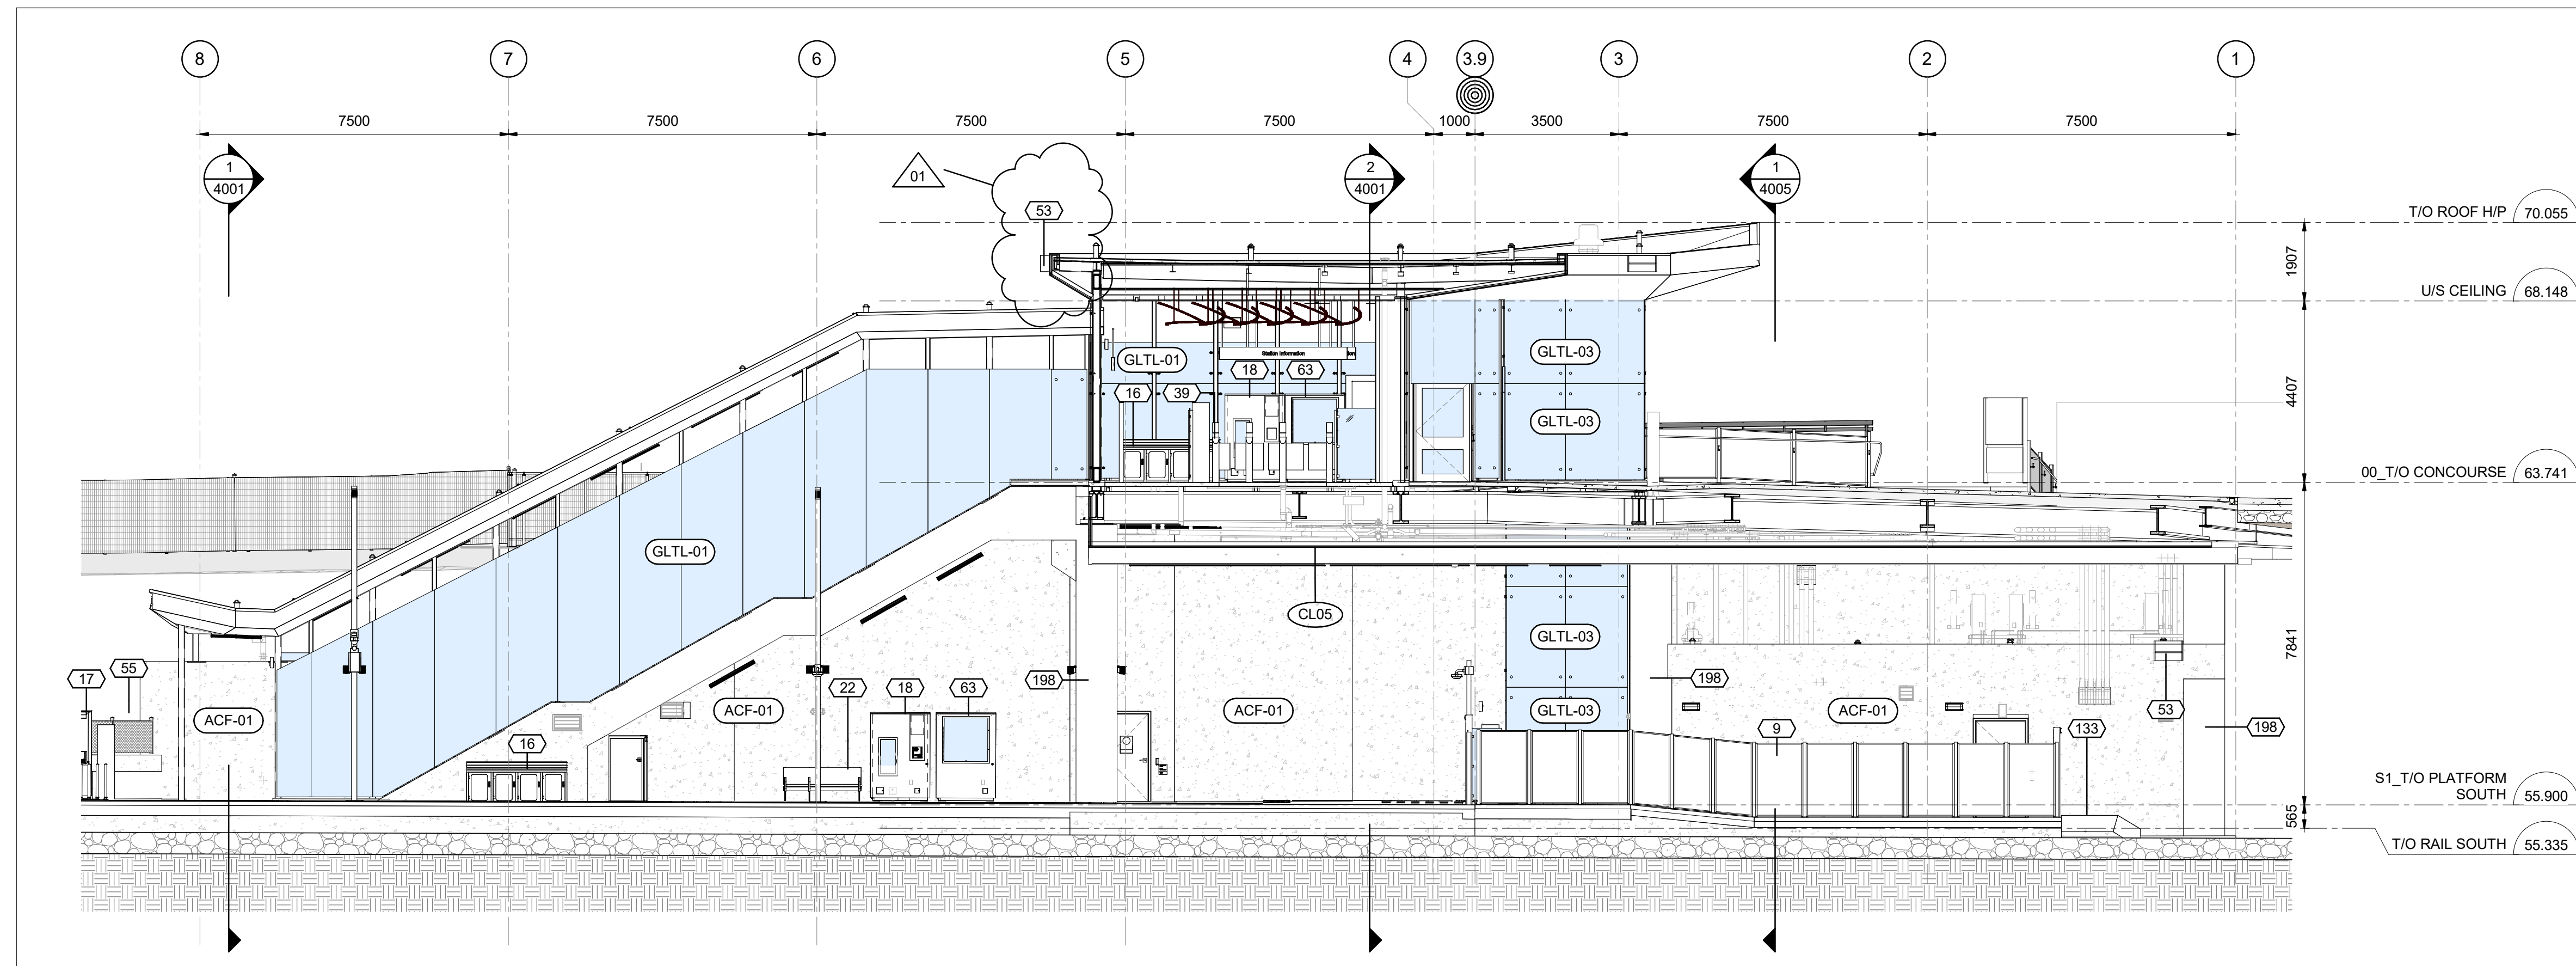 8 7 6 5 4 3.9 3 2 1
7500 7500 7500 7500 1000 3500 7500 7500
1
4001
01
2
4001
1
4005
53
T/O ROOF H/P 70.055
1907
U/S CEILING 68.148
GLTL-01
Station Information
tion
GLTL-03
18 63
16 39
4407
GLTL-03
00_T/O CONCOURSE 63.741
GLTL-01
CL05
GLTL-03
7841
17 55
22 18 63
198
198
53
ACF-01
ACF-01
ACF-01
GLTL-03
ACF-01
16
9
133
198
S1_T/O PLATFORM
SOUTH 55.900
565
T/O RAIL SOUTH 55.335